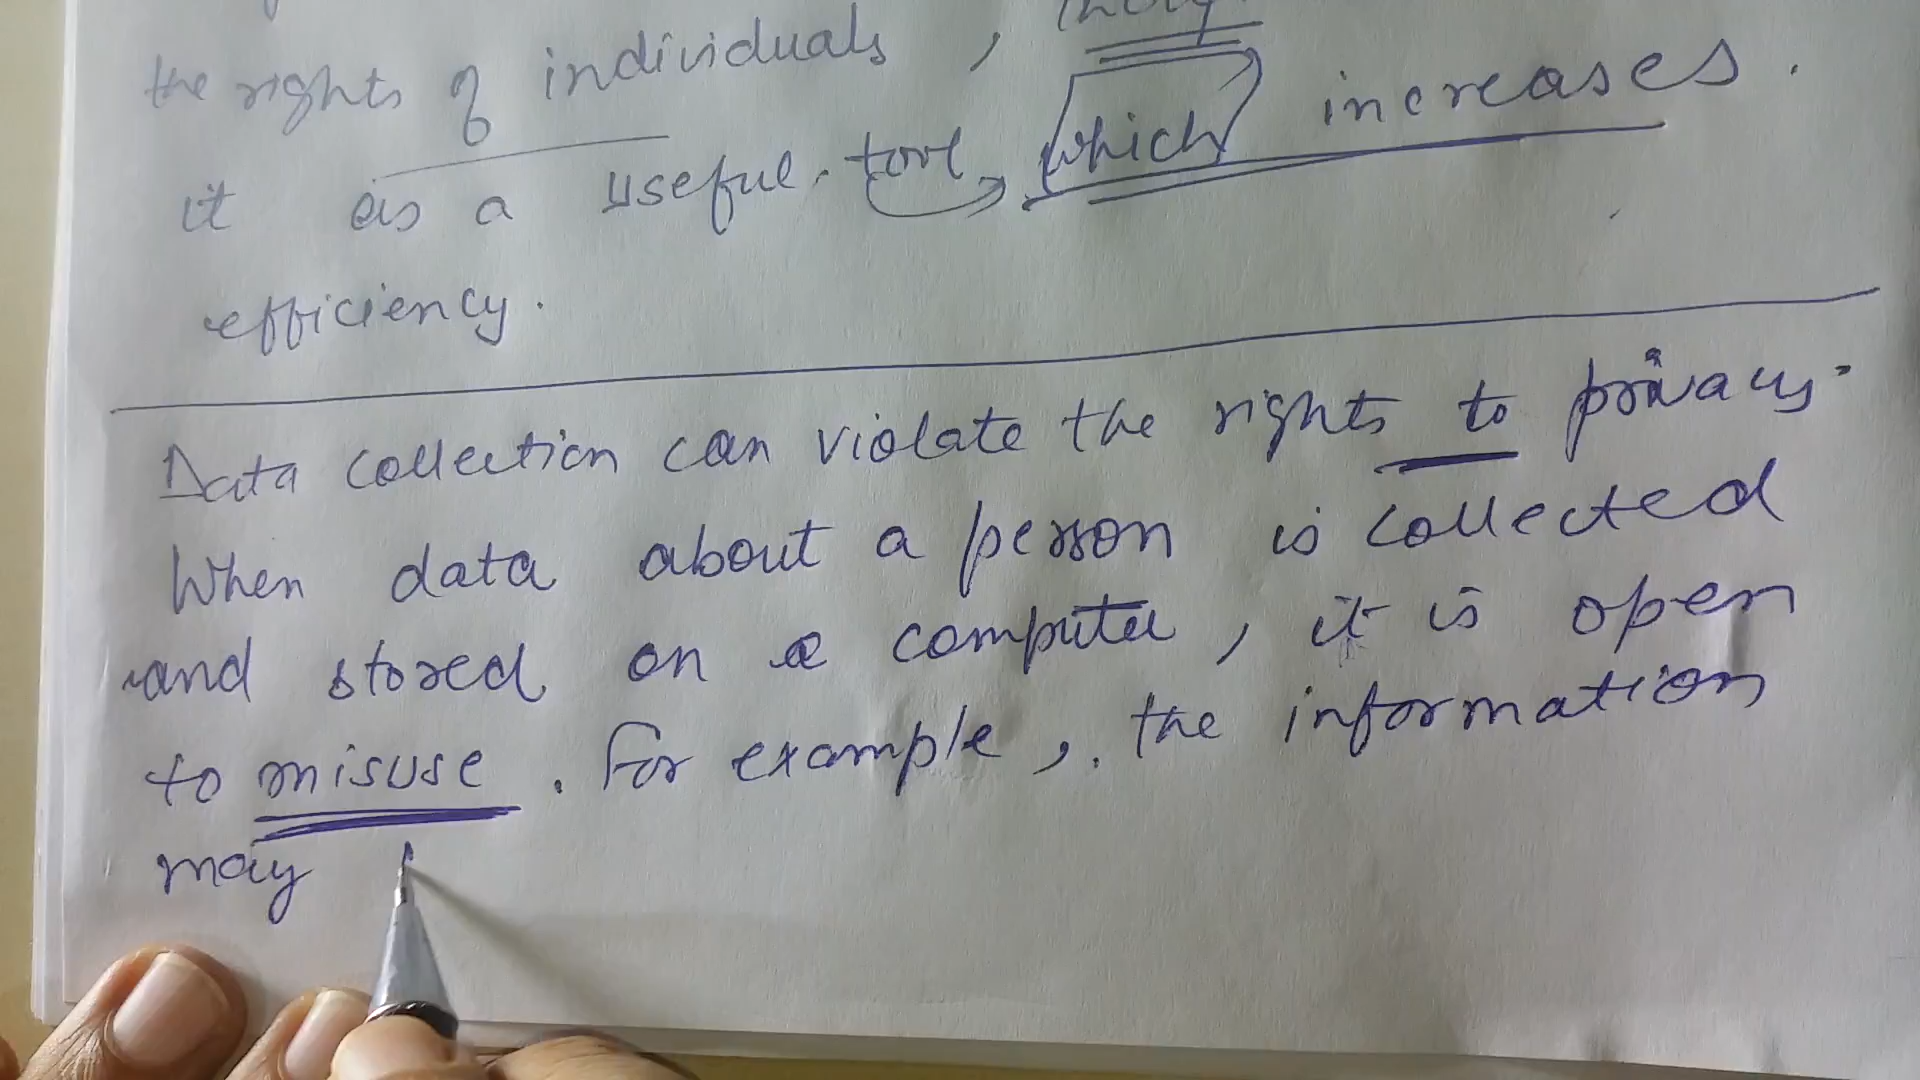 the rights of individuals,
it as a useful tool which increases.
efficiency.
Data collection can violate the rights to privacy.
When data about a person is collected
and stored on a computer, it is open
to misuse. For example, the information
may